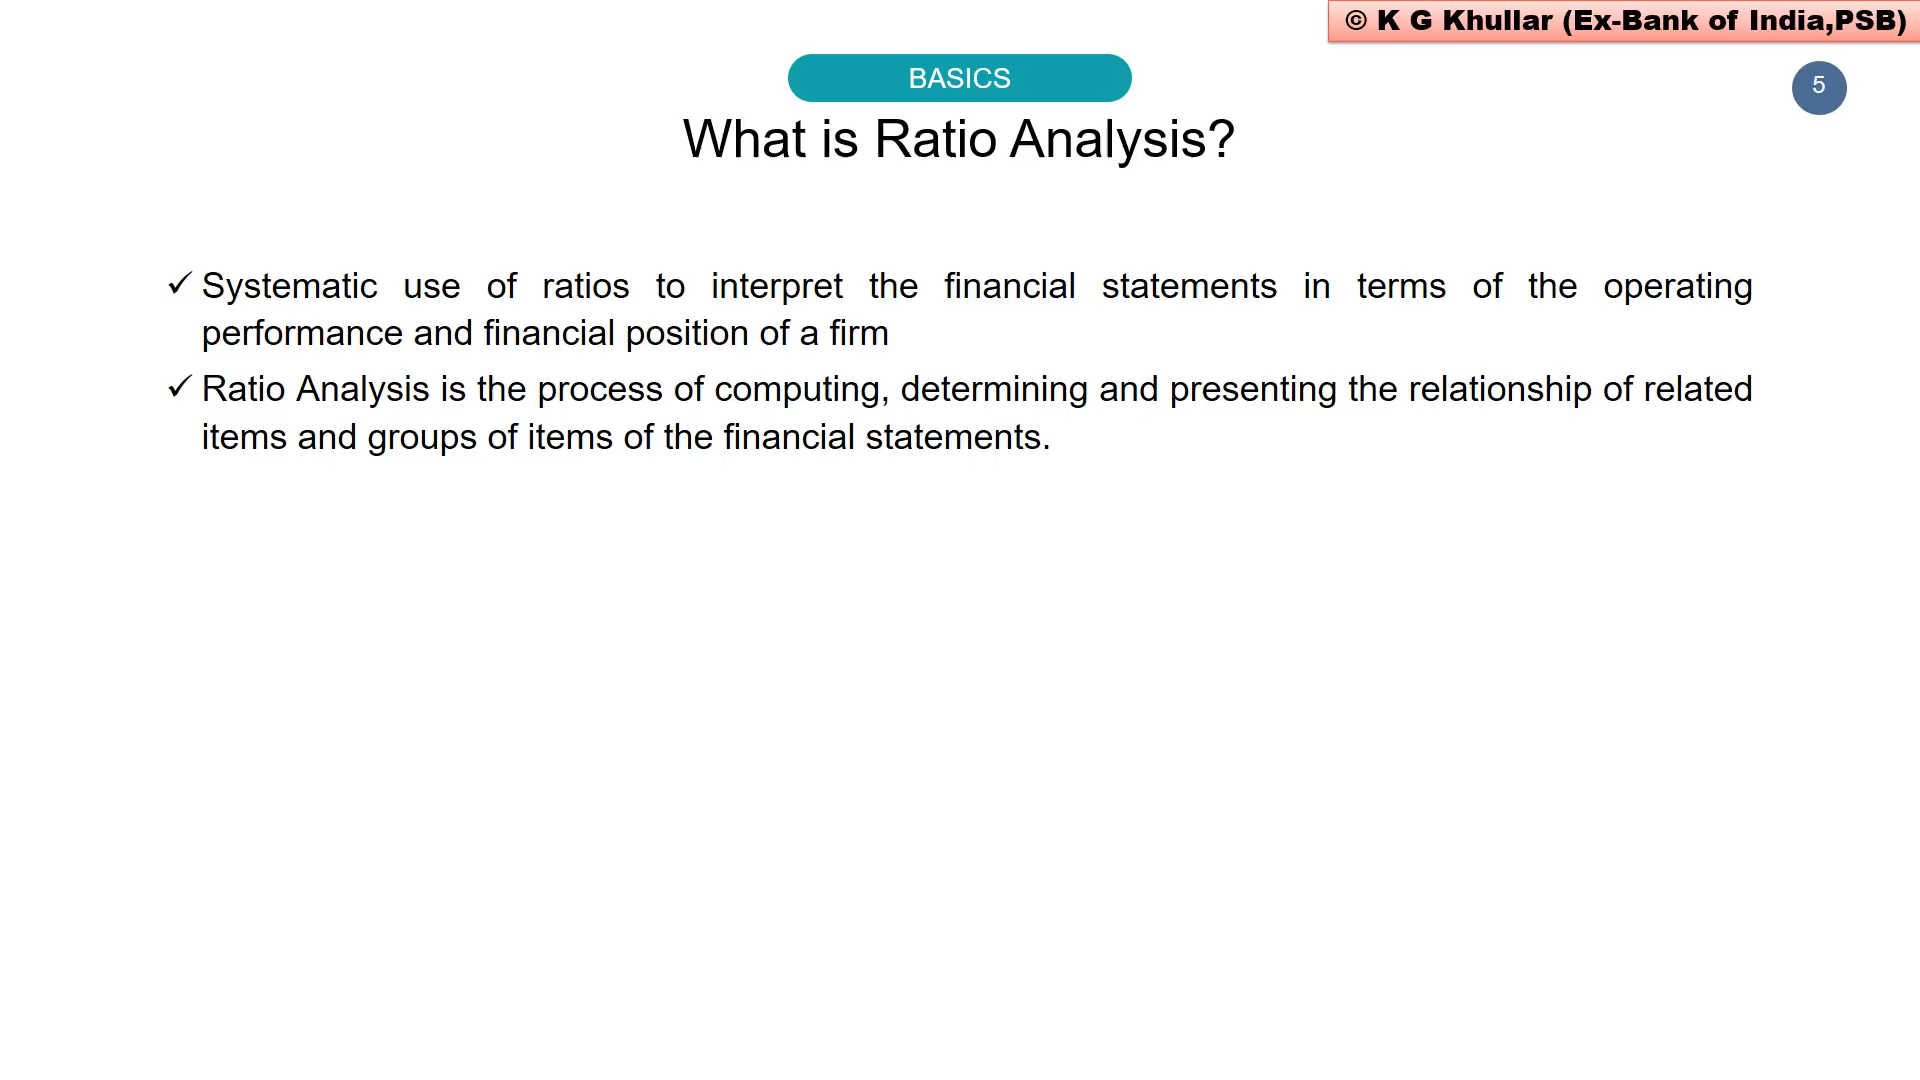 © K G Khullar (Ex-Bank of India,PSB)
BASICS
5
What is Ratio Analysis?
✓ Systematic use of ratios to interpret the financial statements in terms of the operating
performance and financial position of a firm
✓ Ratio Analysis is the process of computing, determining and presenting the relationship of related
items and groups of items of the financial statements.